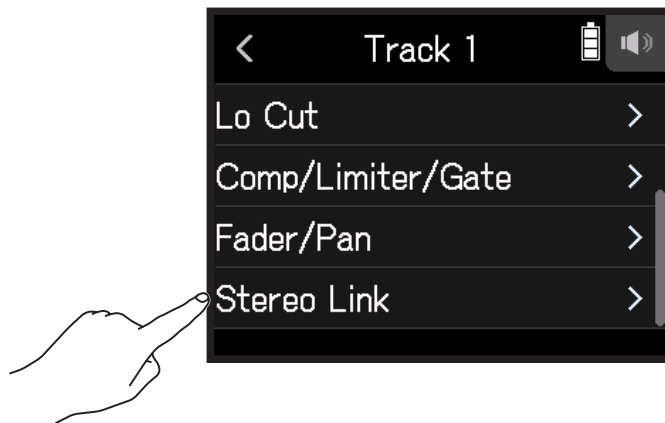 Track 1
Lo Cut
Comp/Limiter/Gate
Fader/Pan
Stereo Link